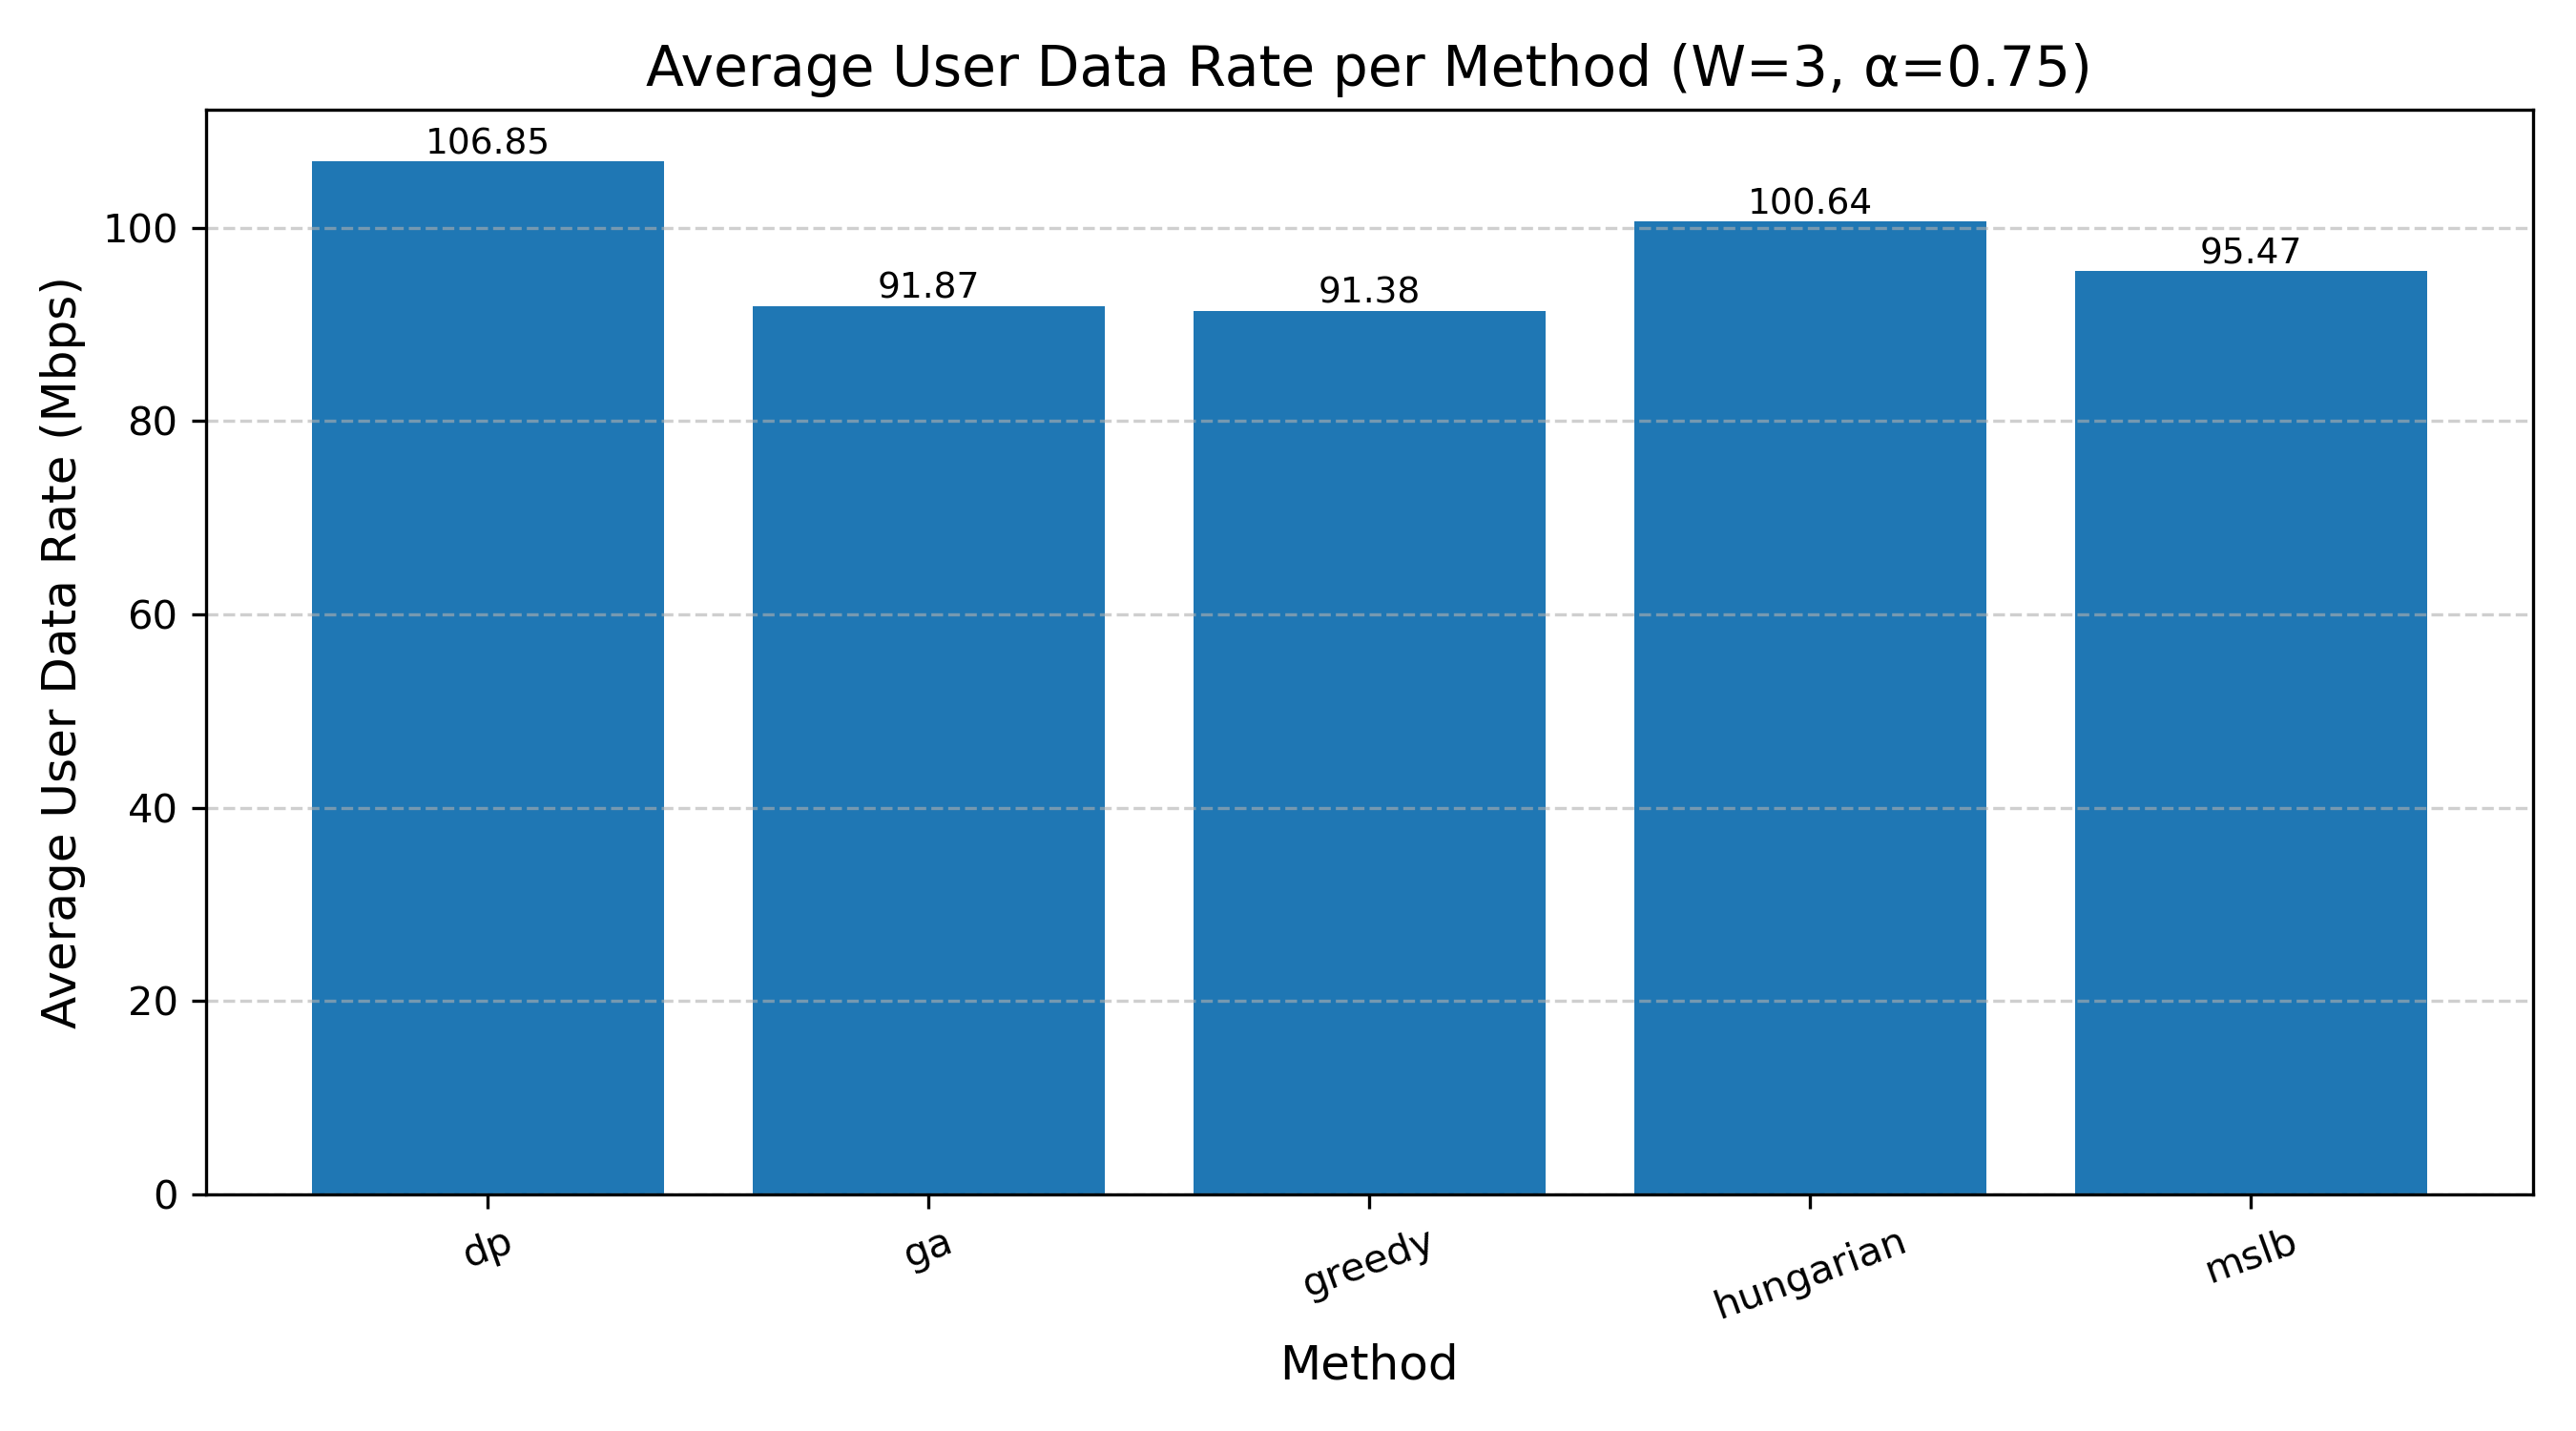 Average User Data Rate per Method (W=3, α=0.75)
Average User Data Rate (Mbps)
100
80
60
40
20
0
106.85
91.87
91.38
100.64
95.47
dp
ga
greedy
hungarian
mslb
Method